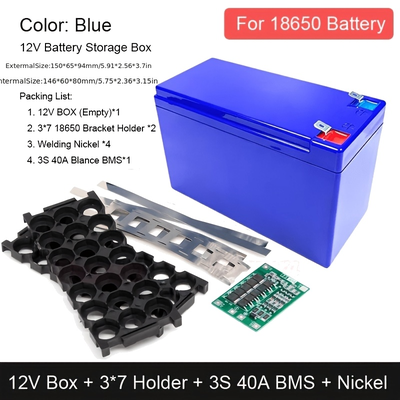 Color: Blue
For 18650 Battery
12V Battery Storage Box
ExtermalSize:150*65*94mm/5.91*2.56*3.7in
ntermalSize:146*60*80mm/5.75*2.36*3.15in
Packing List:
1. 12V BOX (Empty)*1
2. 3*7 18650 Bracket Holder *2
3. Welding Nickel *4
4. 3S 40A Blance BMS*1
12V Box + 3*7 Holder + 3S 40A BMS + Nickel